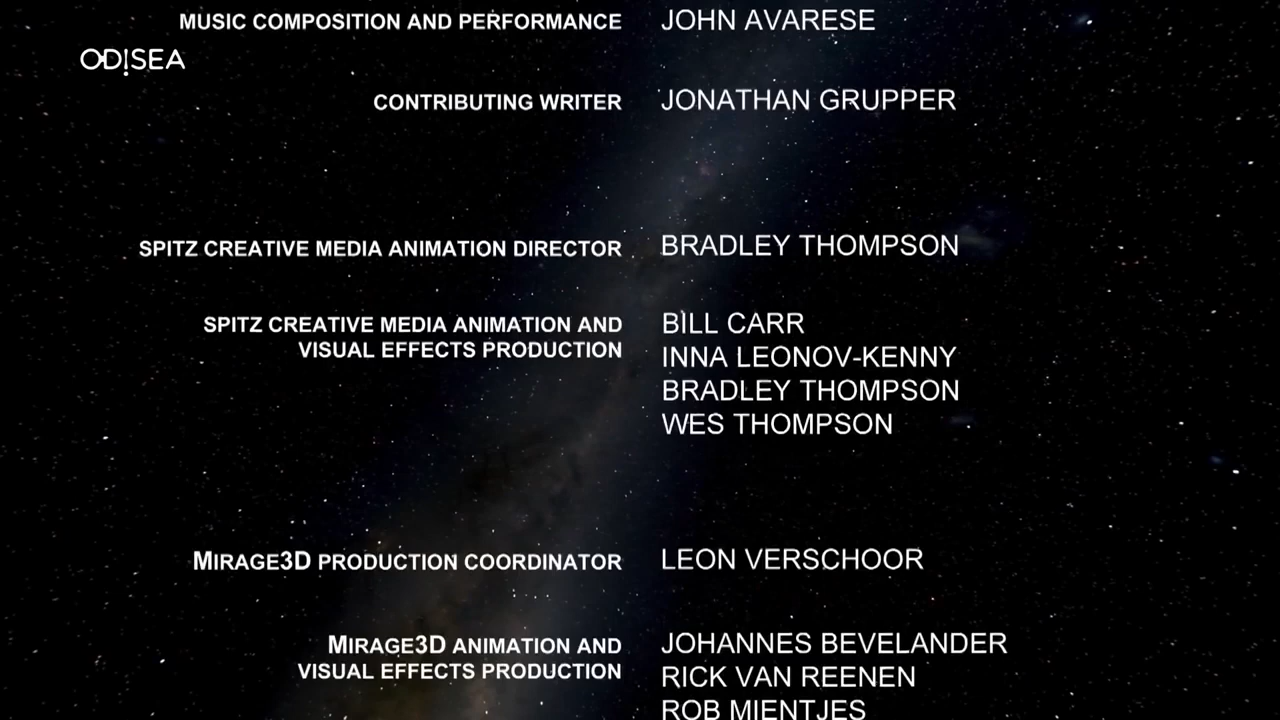 MUSIC COMPOSITION AND PERFORMANCE JOHN AVARESE
OD!SEA
CONTRIBUTING WRITER JONATHAN GRUPPER
SPITZ CREATIVE MEDIA ANIMATION DIRECTOR BRADLEY THOMPSON
SPITZ CREATIVE MEDIA ANIMATION AND BILL CARR
VISUAL EFFECTS PRODUCTION INNA LEONOV-KENNY
BRADLEY THOMPSON
WES THOMPSON
MIRAGE3D PRODUCTION COORDINATOR LEON VERSCHOOR
MIRAGE3D ANIMATION AND JOHANNES BEVELANDER
VISUAL EFFECTS PRODUCTION RICK VAN REENEN
ROB MIENTJES